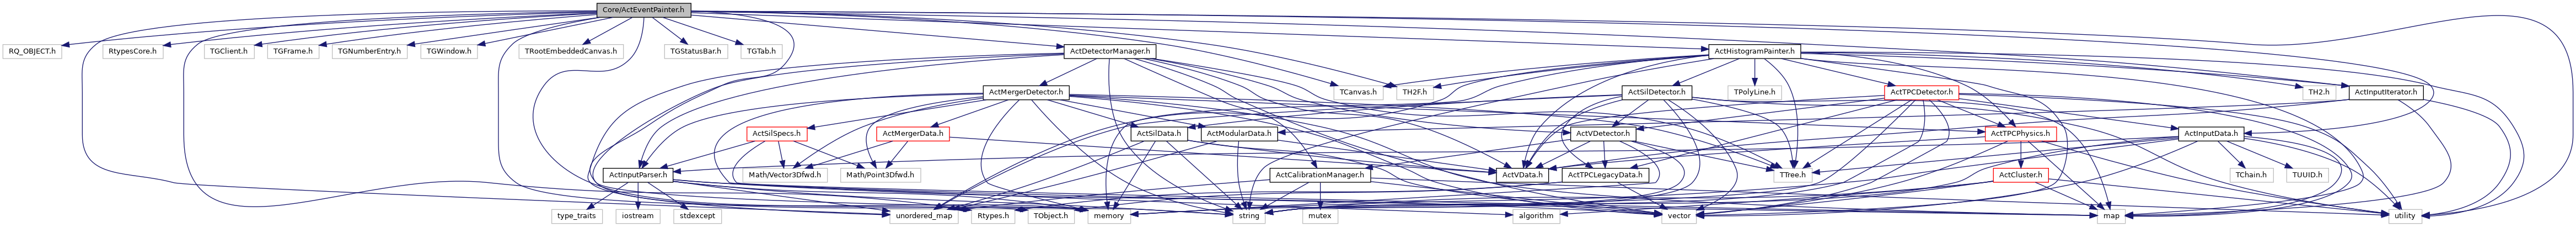 Core/ActEventPainter.h
RQ_OBJECT.h
RtypesCore.h
TGClient.h
TGFrame.h
TGNumberEntry.h
TGWindow.h
TRootEmbeddedCanvas.h
TGStatusBar.h
TGTab.h
ActDetectorManager.h
ActHistogramPainter.h
ActMergerDetector.h
TCanvas.h
TH2F.h
ActSilDetector.h
TPolyLine.h
ActTPCDetector.h
TH2.h
ActInputIterator.h
ActSilSpecs.h
ActMergerData.h
ActSilData.h
ActModularData.h
ActVDetector.h
ActTPCPhysics.h
ActInputData.h
ActInputParser.h
Math/Vector3Dfwd.h
Math/Point3Dfwd.h
ActCalibrationManager.h
ActVData.h
ActTPCLegacyData.h
TTree.h
ActCluster.h
TChain.h
TUUID.h
type_traits
iostream
stdexcept
unordered_map
Rtypes.h
TObject.h
memory
string
mutex
vector
algorithm
map
utility